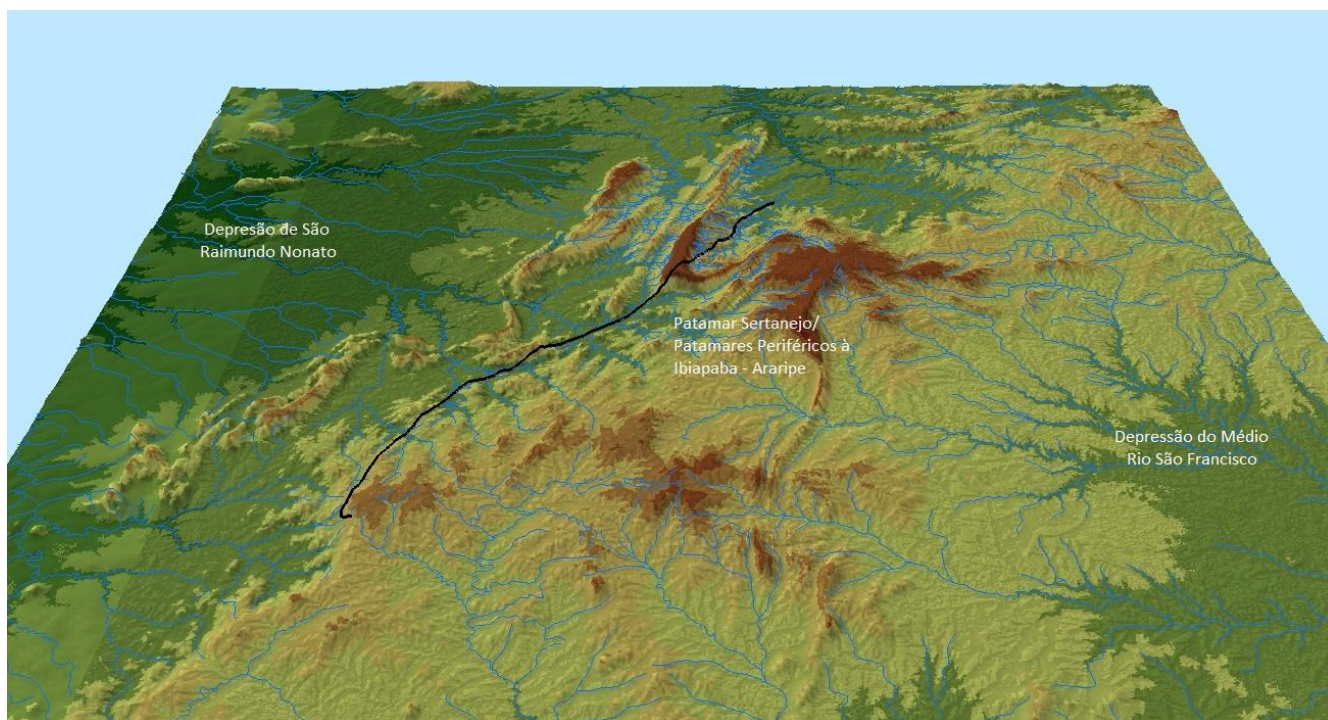 Depresão de São
Raimundo Nonato
Patamar Sertanejo/
Patamares Periféricos à
Ibiapaba - Araripe
Depressão do Médio
Rio São Francisco